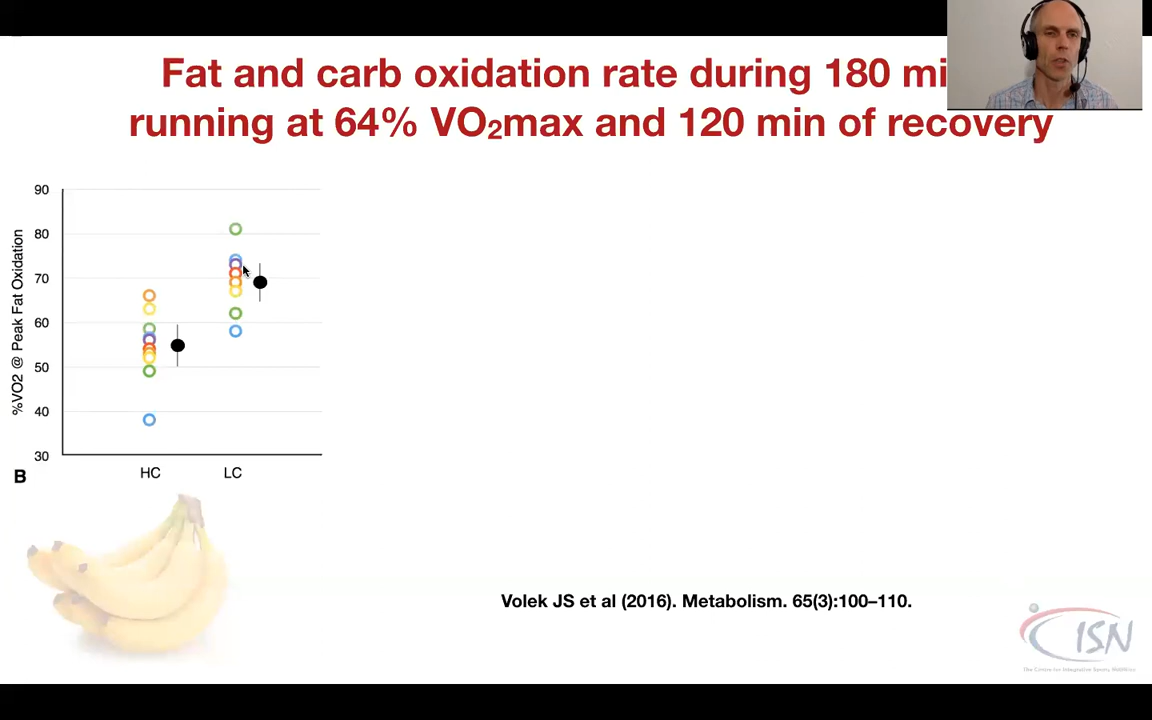 Fat and carb oxidation rate during 180 mi
running at 64% VO₂max and 120 min of recovery
90
80
70
60
50
40
30
%VO2 @ Peak Fat Oxidation
HC LC
B
Volek JS et al (2016). Metabolism. 65(3):100–110.
CISN
The Centre for Integrative Sports Nutrition